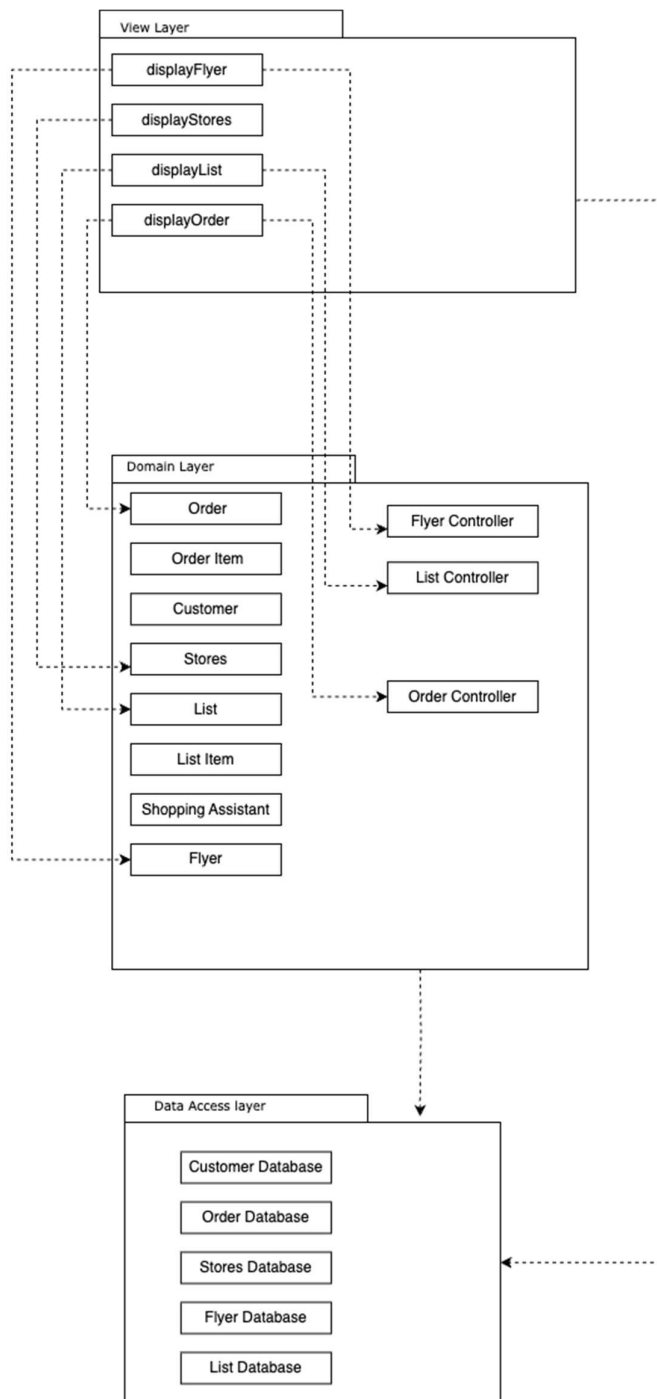 View Layer
displayFlyer
displayStores
displayList
displayOrder
Domain Layer
Order
Order Item
Customer
Stores
List
List Item
Shopping Assistant
Flyer
Flyer Controller
List Controller
Order Controller
Data Access layer
Customer Database
Order Database
Stores Database
Flyer Database
List Database